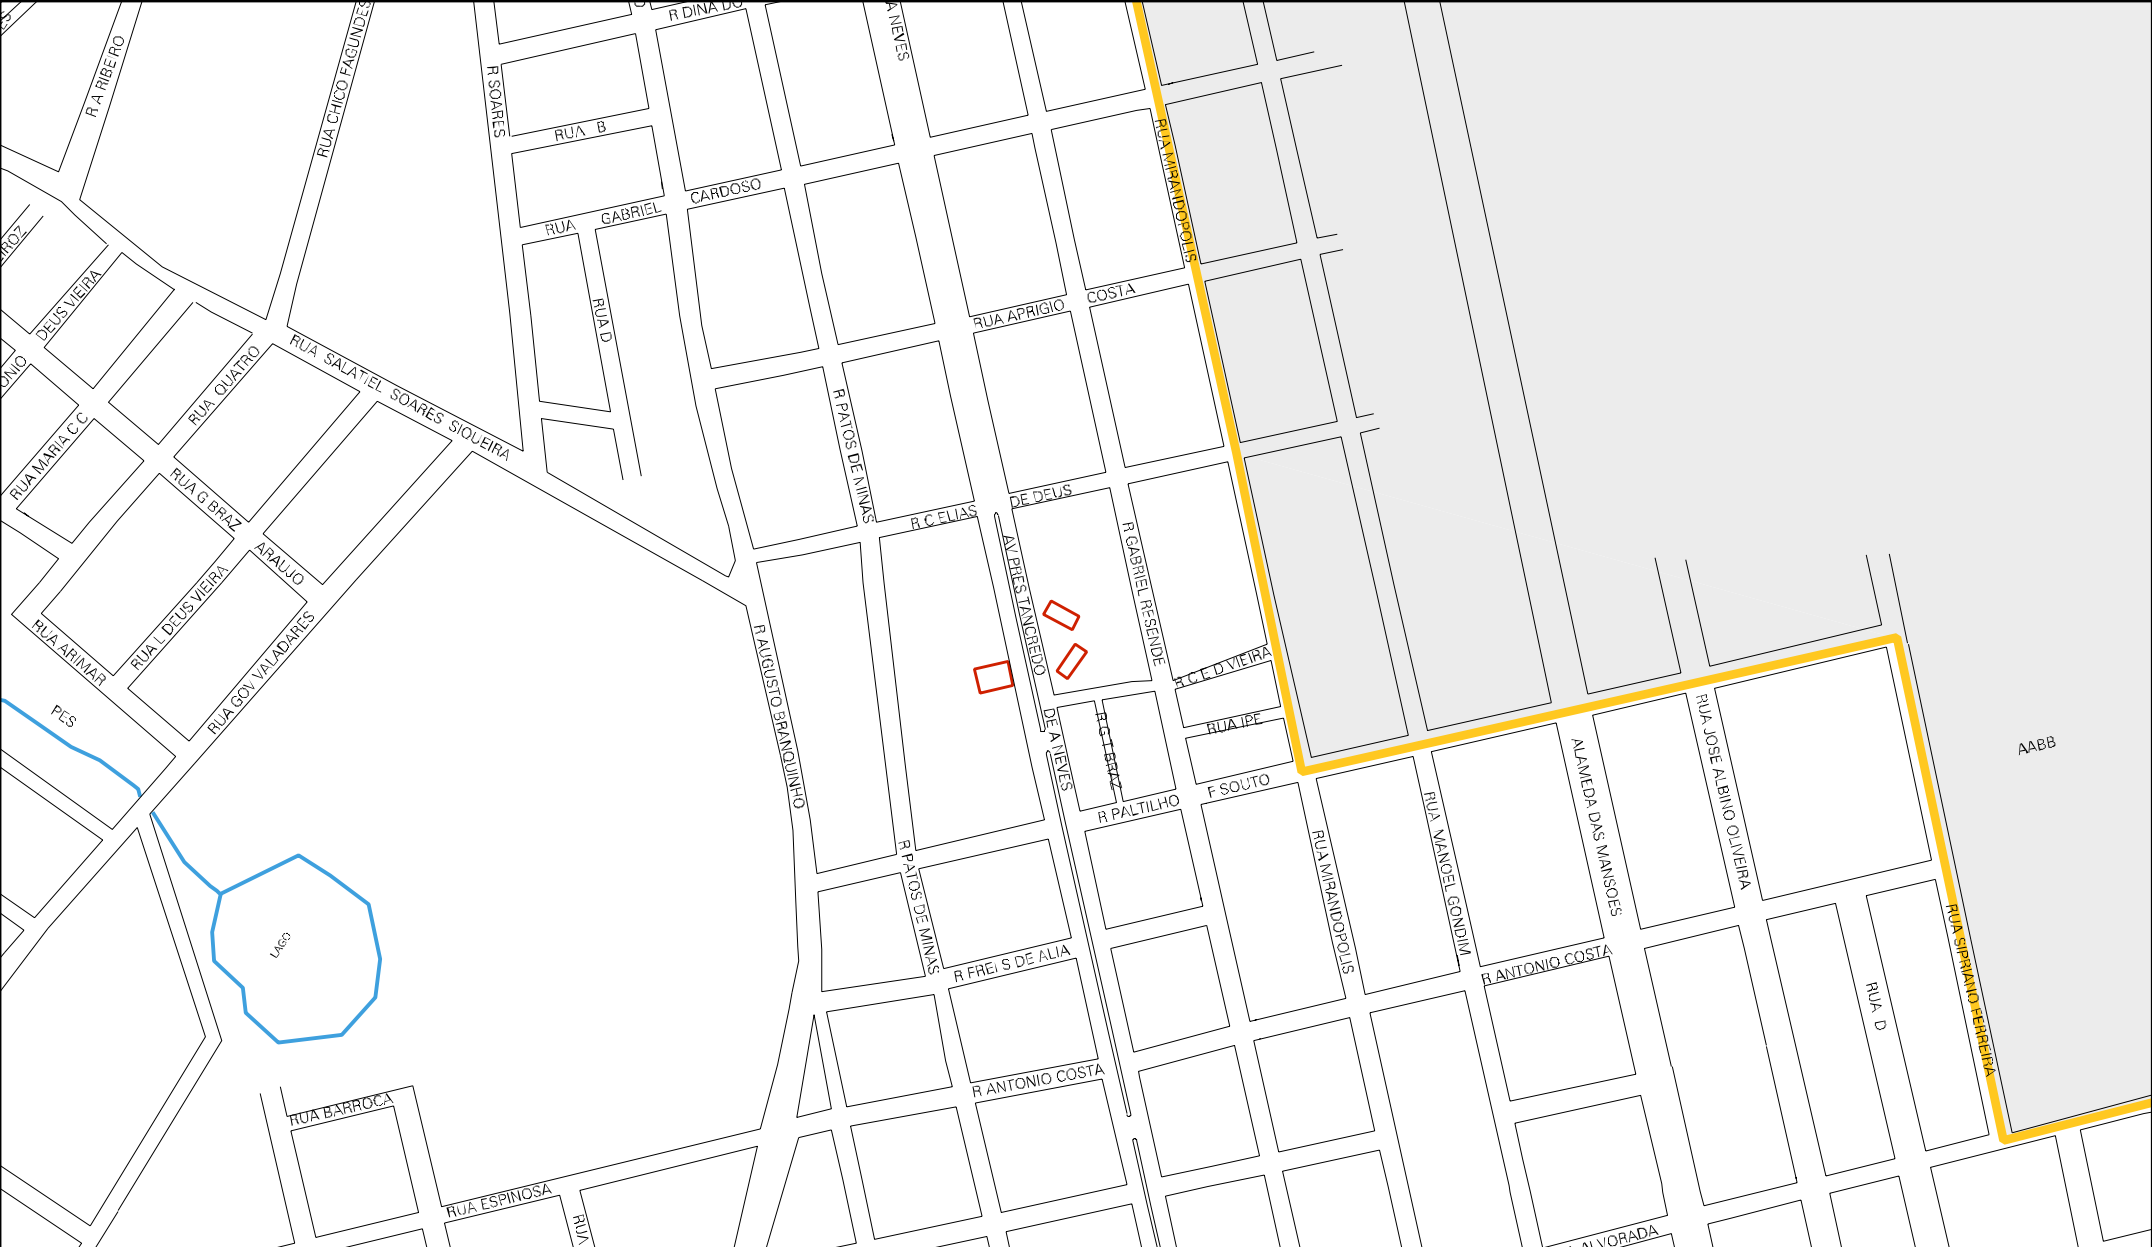 R DINA DO
A NEVES
R A RIBEIRO
RUA CHICO FAGUNDES
R SOARES
RUA B
RUA MIRANDOPOLIS
RUA GABRIEL CARDOSO
DEUS VIEIRA
RUA D
RUA APRIGIO COSTA
RUA QUATRO
RUA SALATIEL SOARES SIQUEIRA
ONIO
RUA MARIA C C
R PATOS DE MINAS
RUA G BRAZ ARAUJO
R C ELIAS DE DEUS
AV PRES TANCREDO DE A NEVES
R GABRIEL RESENDE
RUA L DEUS VIEIRA
RUA ARIMAR
RUA GOV VALADARES
R AUGUSTO BRANQUINHO
R C E D VIEIRA
RUA IPE
R G T BRAZ
PES
RUA JOSE ALBINO OLIVEIRA
ALAMEDA DAS MANSOES
AABB
R PALTILHO F SOUTO
RUA MANOEL GONDIM
RUA MIRANDOPOLIS
R PATOS DE MINAS
LAGO
R FREI S DE ALIA
R ANTONIO COSTA
RUA SIPRIANO FERREIRA
RUA D
R ANTONIO COSTA
RUA BARROCA
RUA ESPINOSA
RUA
ALVORADA